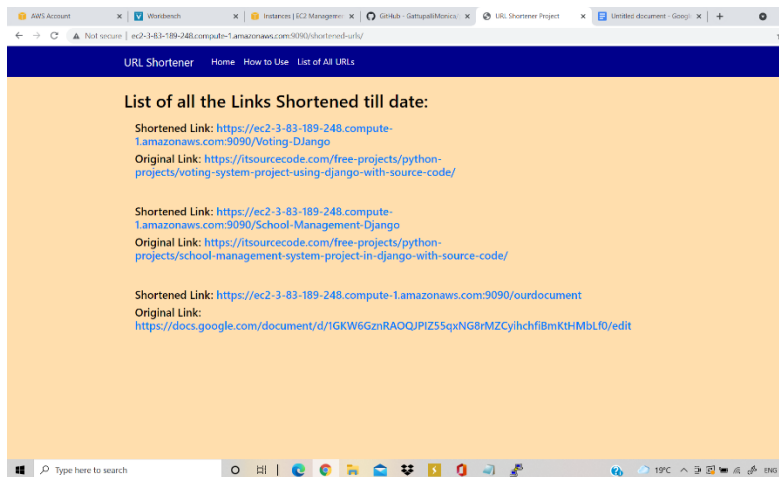 AWS Account
Workbench
Instances | EC2 Managemen
GitHub - GattupalliMonica/
URL Shortener Project
Untitled document - Googl
Not secure | ec2-3-83-189-248.compute-1.amazonaws.com:9090/shortened-urls/
URL Shortener Home How to Use List of All URLs
List of all the Links Shortened till date:
Shortened Link: https://ec2-3-83-189-248.compute-
1.amazonaws.com:9090/Voting-DJango
Original Link: https://itsourcecode.com/free-projects/python-
projects/voting-system-project-using-django-with-source-code/
Shortened Link: https://ec2-3-83-189-248.compute-
1.amazonaws.com:9090/School-Management-Django
Original Link: https://itsourcecode.com/free-projects/python-
projects/school-management-system-project-in-django-with-source-code/
Shortened Link: https://ec2-3-83-189-248.compute-1.amazonaws.com:9090/ourdocument
Original Link:
https://docs.google.com/document/d/1GKW6GznRAOQJPIZ55qxNG8rMZCyihchfiBmKtHMbLf0/edit
Type here to search
19°C
ENG